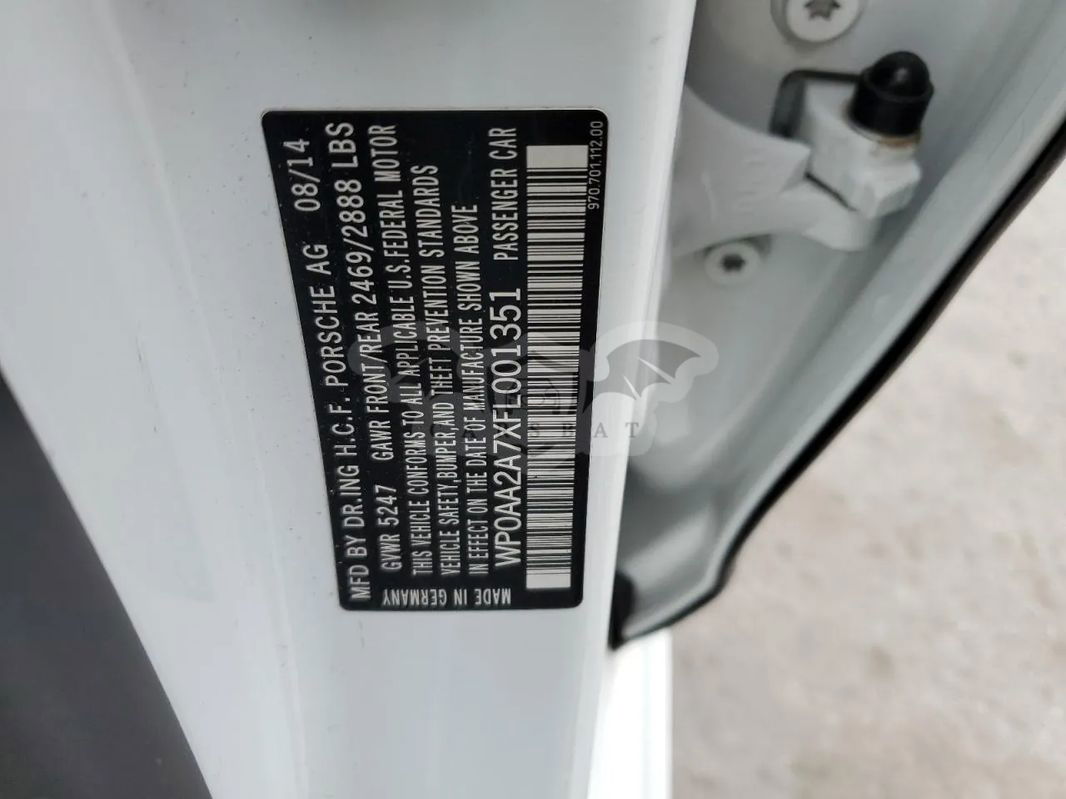 MFD BY DR.ING H.C.F. PORSCHE AG 08/14
GVWR 5247 GAWR FRONT/REAR 2469/2888 LBS
THIS VEHICLE CONFORMS TO ALL APPLICABLE U.S.FEDERAL MOTOR
VEHICLE SAFETY,BUMPER,AND THEFT PREVENTION STANDARDS
IN EFFECT ON THE DATE OF MANUFACTURE SHOWN ABOVE
WP0AA2A7XFL001351 PASSENGER CAR
MADE IN GERMANY
970.701.112.00